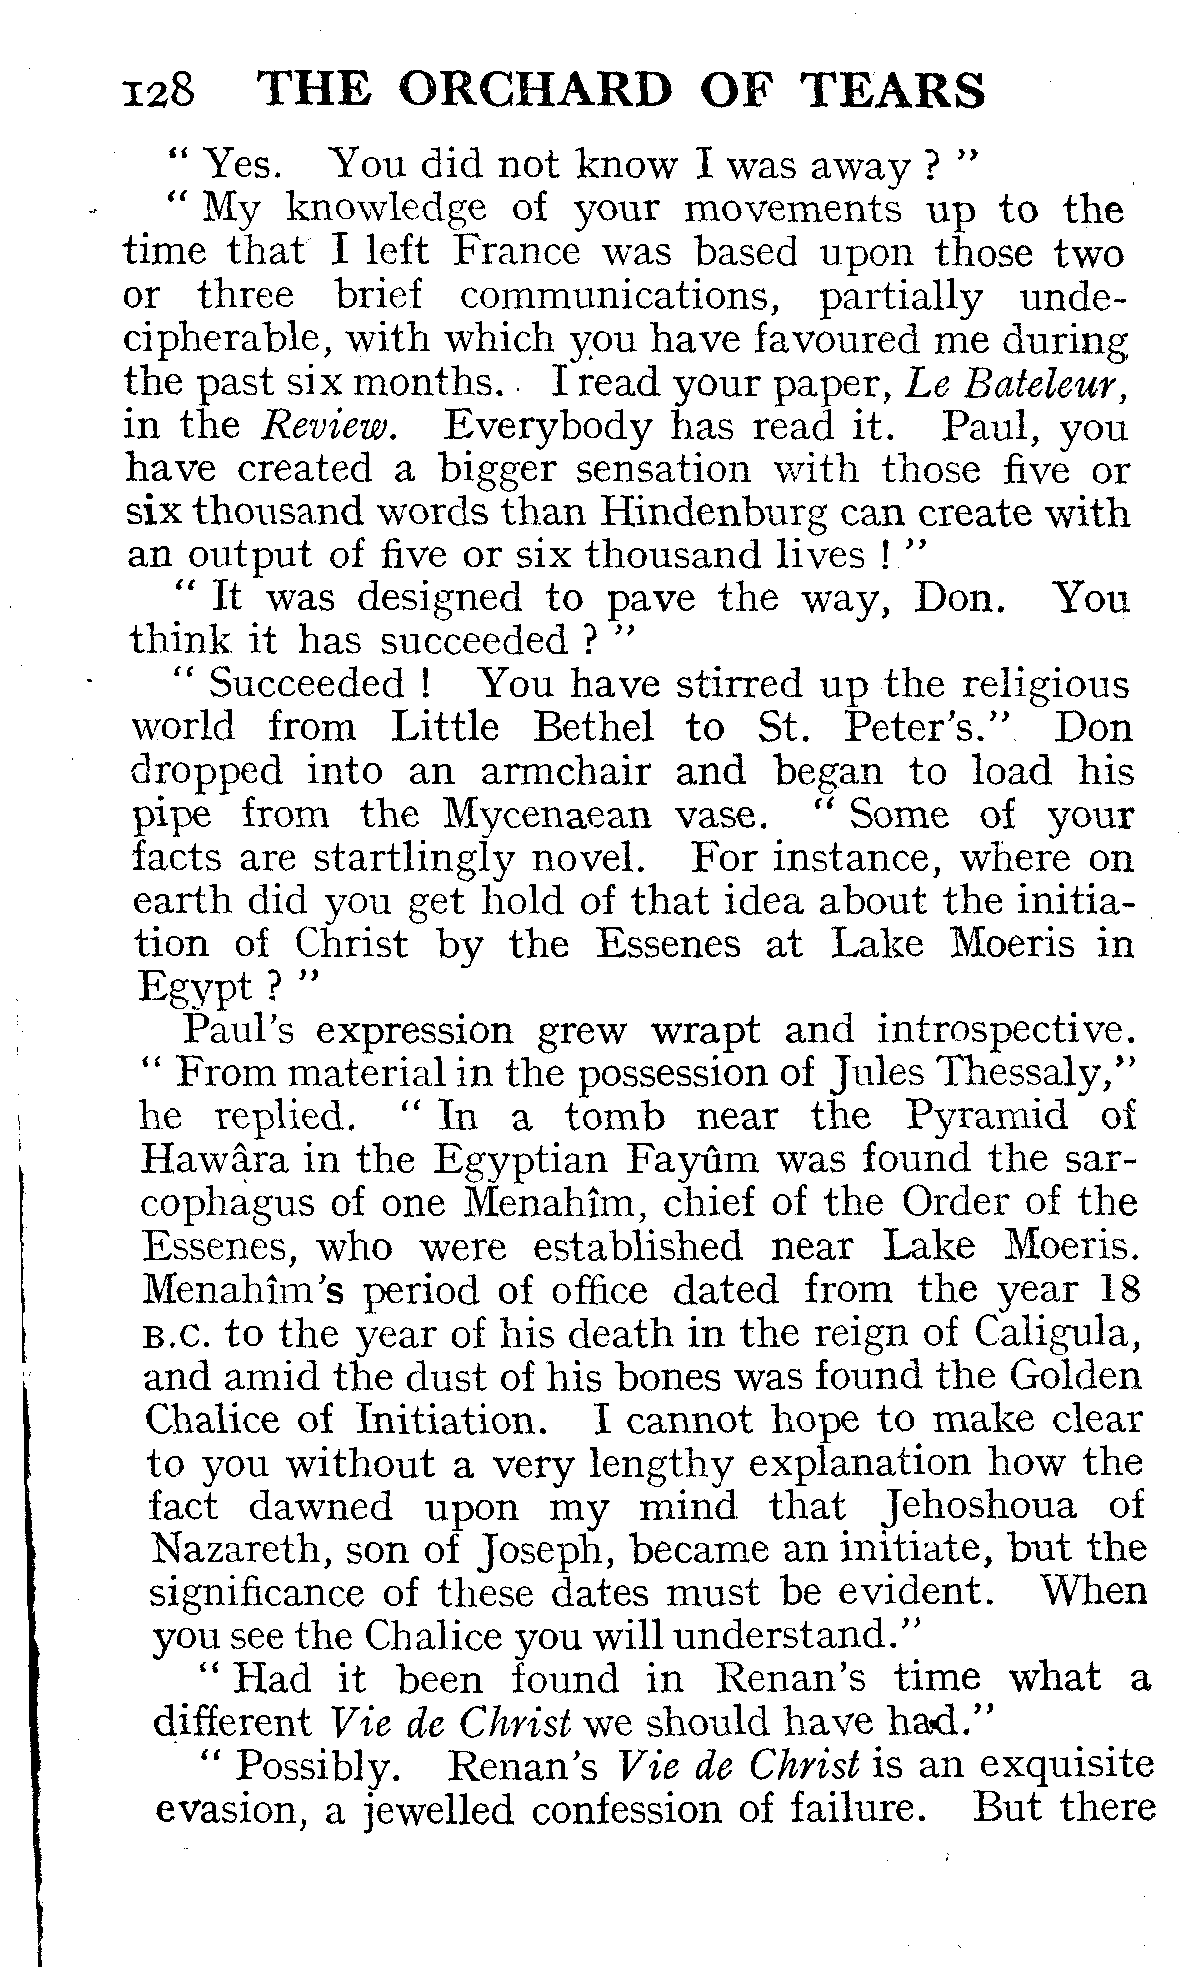 128 THE ORCHARD OF TEARS
“ Yes. You did not know I was away ? ”
“ My knowledge of your movements up to the
time that I left France was based upon those two
or three brief communications, partially unde-
cipherable, with which you have favoured me during
the past six months. I read your paper, Le Bateleur,
in the Review. Everybody has read it. Paul, you
have created a bigger sensation with those five or
six thousand words than Hindenburg can create with
an output of five or six thousand lives ! ”
“ It was designed to pave the way, Don. You
think it has succeeded ? ”
“ Succeeded ! You have stirred up the religious
world from Little Bethel to St. Peter's.” Don
dropped into an armchair and began to load his
pipe from the Mycenaean vase. “ Some of your
facts are startlingly novel. For instance, where on
earth did you get hold of that idea about the initia-
tion of Christ by the Essenes at Lake Moeris in
Egypt ? ”
Paul's expression grew wrapt and introspective.
“ From material in the possession of Jules Thessaly,”
he replied. “ In a tomb near the Pyramid of
Hawâra in the Egyptian Fayûm was found the sar-
cophagus of one Menahîm, chief of the Order of the
Essenes, who were established near Lake Moeris.
Menahîm's period of office dated from the year 18
B.C. to the year of his death in the reign of Caligula,
and amid the dust of his bones was found the Golden
Chalice of Initiation. I cannot hope to make clear
to you without a very lengthy explanation how the
fact dawned upon my mind that Jehoshoua of
Nazareth, son of Joseph, became an initiate, but the
significance of these dates must be evident. When
you see the Chalice you will understand.”
“ Had it been found in Renan's time what a
different Vie de Christ we should have had.”
“ Possibly. Renan's Vie de Christ is an exquisite
evasion, a jewelled confession of failure. But there